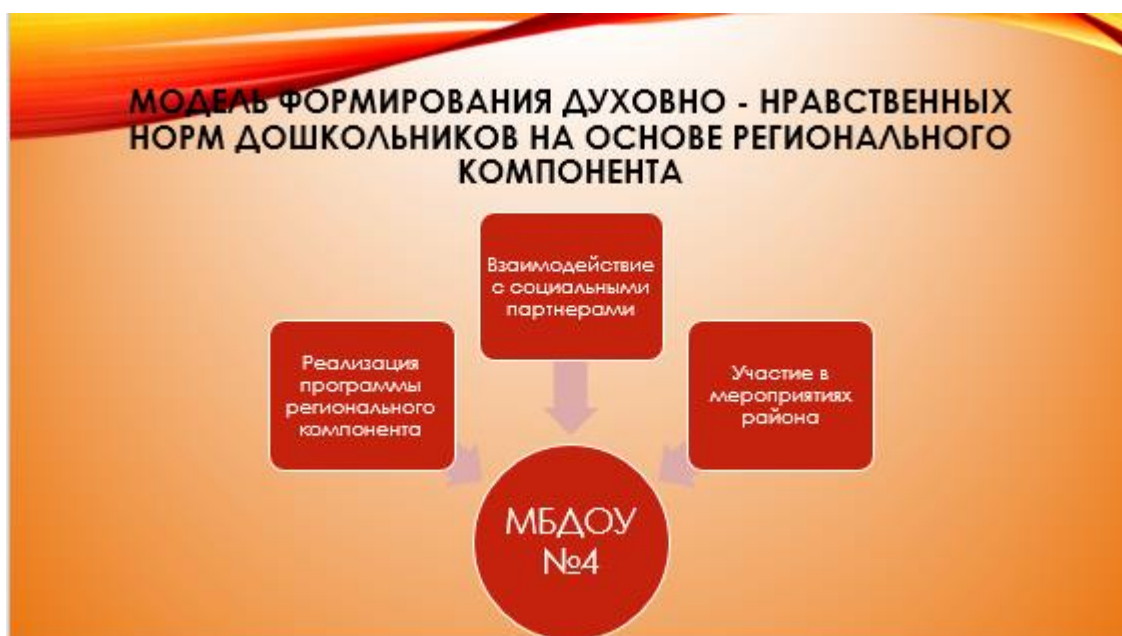 МОДЕЛЬ ФОРМИРОВАНИЯ ДУХОВНО - НРАВСТВЕННЫХ
НОРМ ДОШКОЛЬНИКОВ НА ОСНОВЕ РЕГИОНАЛЬНОГО
КОМПОНЕНТА
Взаимодействие
с социальными
партнерами
Реализация
программы
регионального
компонента
Участие в
мероприятиях
района
МБДОУ
№4